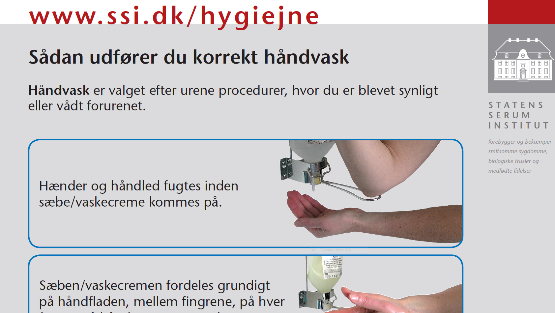 www.ssi.dk/hygiejne
Sådan udfører du korrekt håndvask
Håndvask er valget efter urene procedurer, hvor du er blevet synligt
eller vådt forurenet.
STATENS
SERUM
INSTITUT
forebygger og bekæmper
smitsomme sygdomme,
biologiske trusler og
medfødte lidelser
Hænder og håndled fugtes inden
sæbe/vaskecreme kommes på.
Sæben/vaskecremen fordeles grundigt
på håndfladen, mellem fingrene, på hver